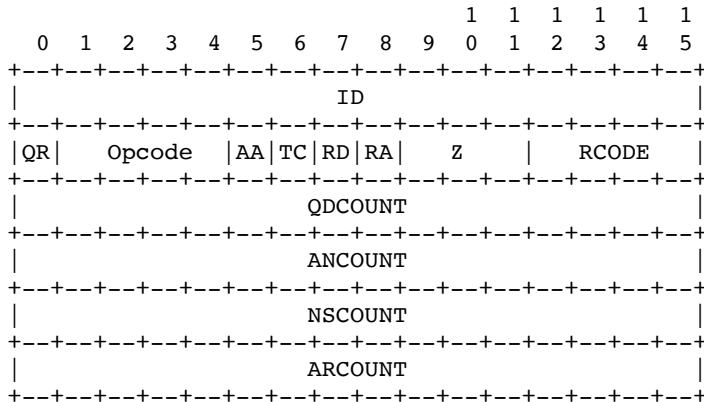 1  1  1  1  1  1
  0  1  2  3  4  5  6  7  8  9  0  1  2  3  4  5
+--+--+--+--+--+--+--+--+--+--+--+--+--+--+--+--+
|                      ID                       |
+--+--+--+--+--+--+--+--+--+--+--+--+--+--+--+--+
|QR|   Opcode  |AA|TC|RD|RA|   Z    |   RCODE   |
+--+--+--+--+--+--+--+--+--+--+--+--+--+--+--+--+
|                    QDCOUNT                    |
+--+--+--+--+--+--+--+--+--+--+--+--+--+--+--+--+
|                    ANCOUNT                    |
+--+--+--+--+--+--+--+--+--+--+--+--+--+--+--+--+
|                    NSCOUNT                    |
+--+--+--+--+--+--+--+--+--+--+--+--+--+--+--+--+
|                    ARCOUNT                    |
+--+--+--+--+--+--+--+--+--+--+--+--+--+--+--+--+